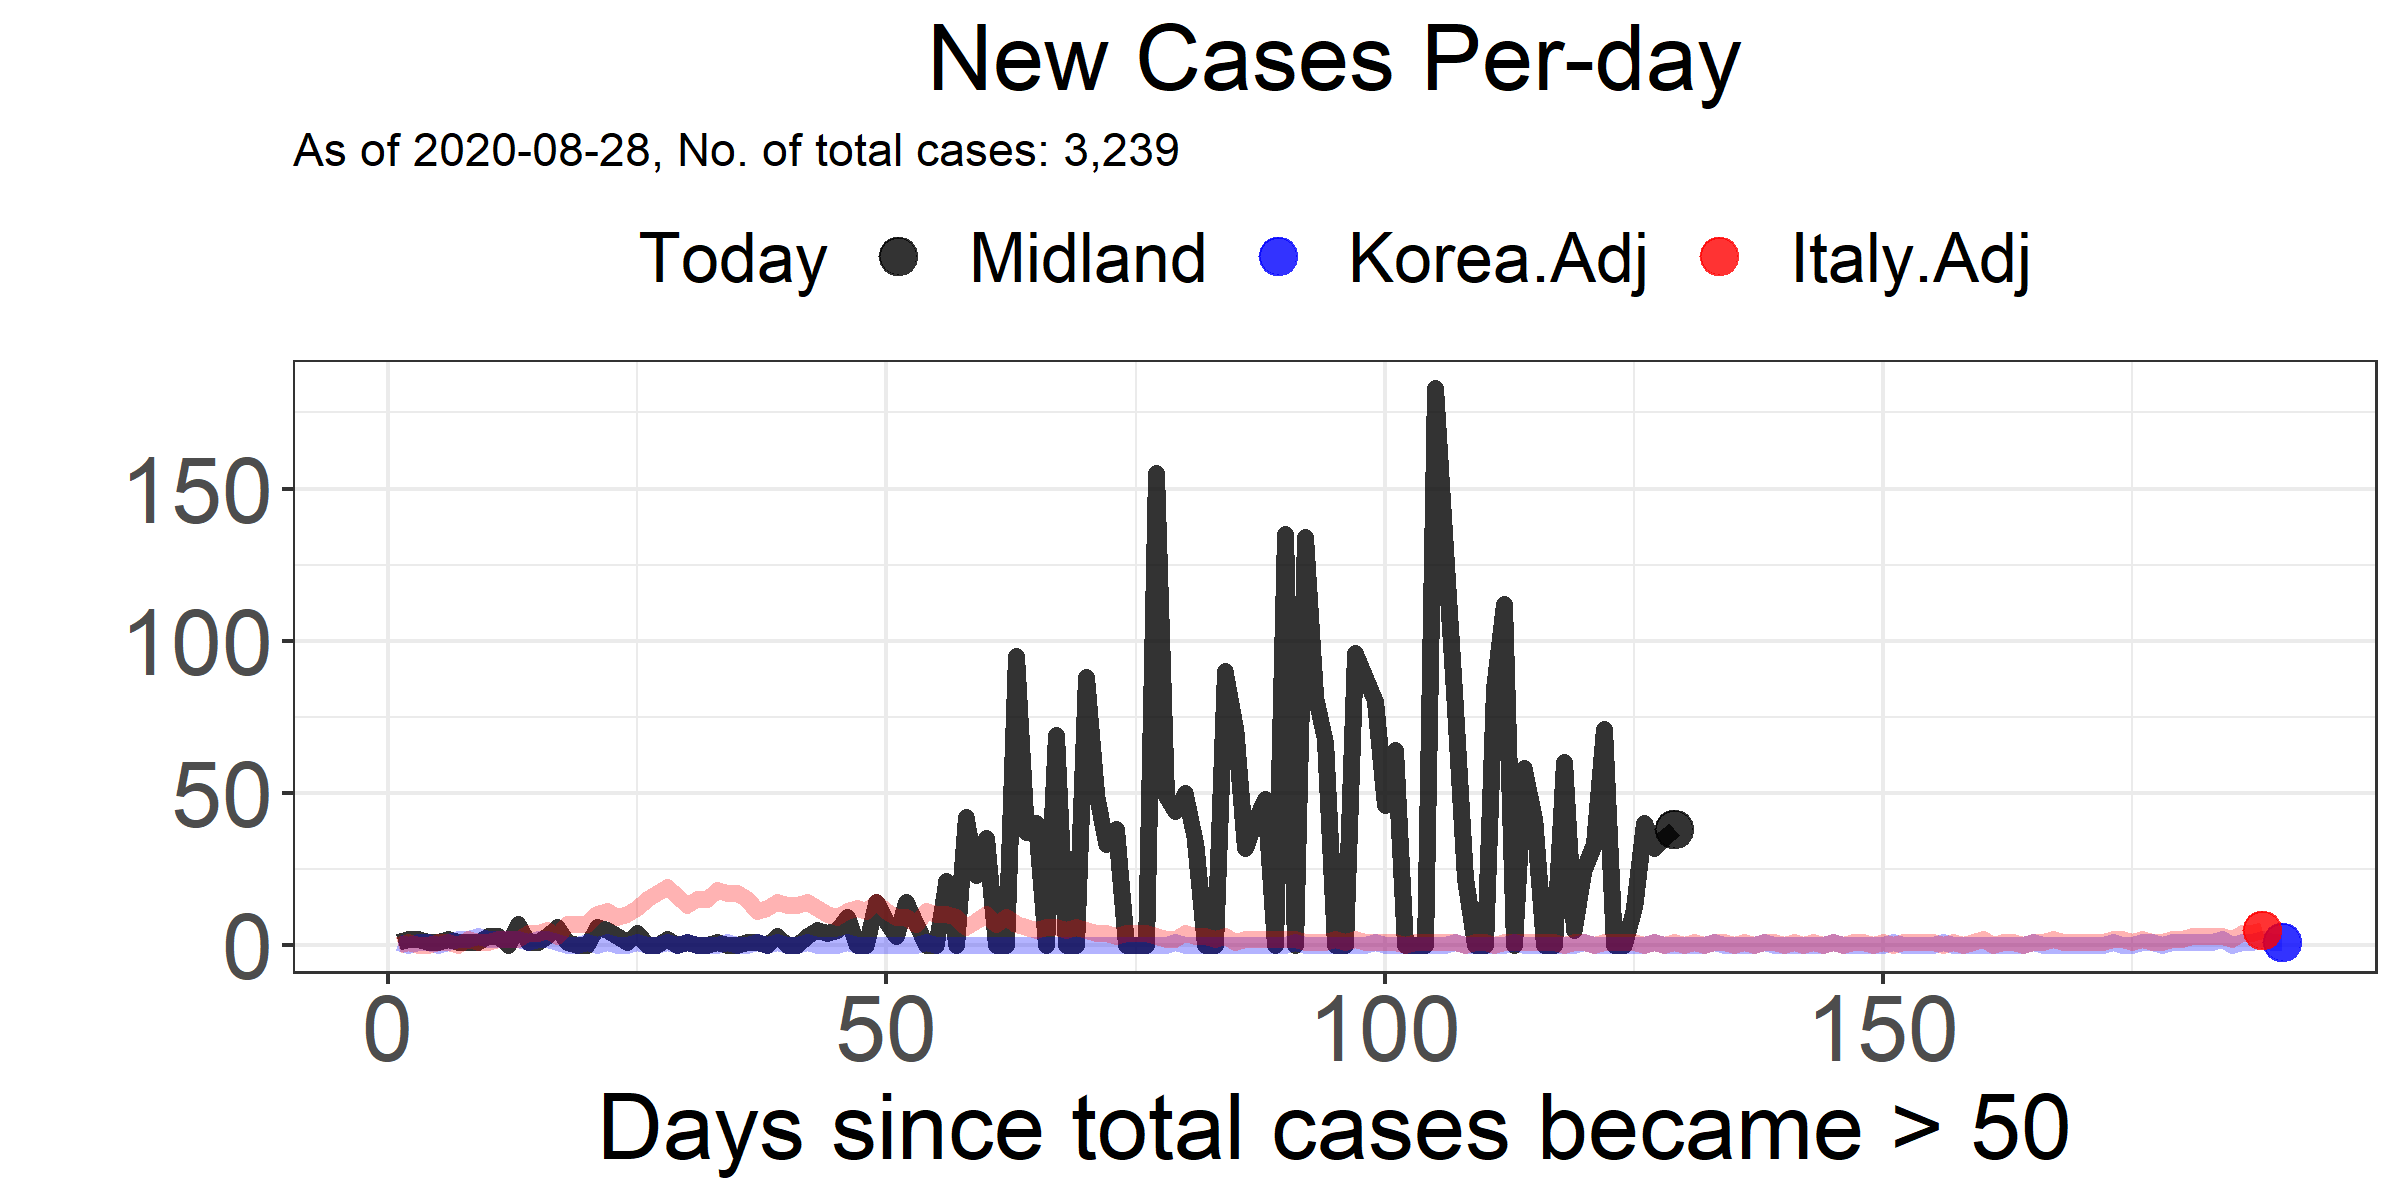 New Cases Per-day
As of 2020-08-28, No. of total cases: 3,239
Today Midland Korea.Adj Italy.Adj
150
100
50
0
0 50 100 150
Days since total cases became > 50